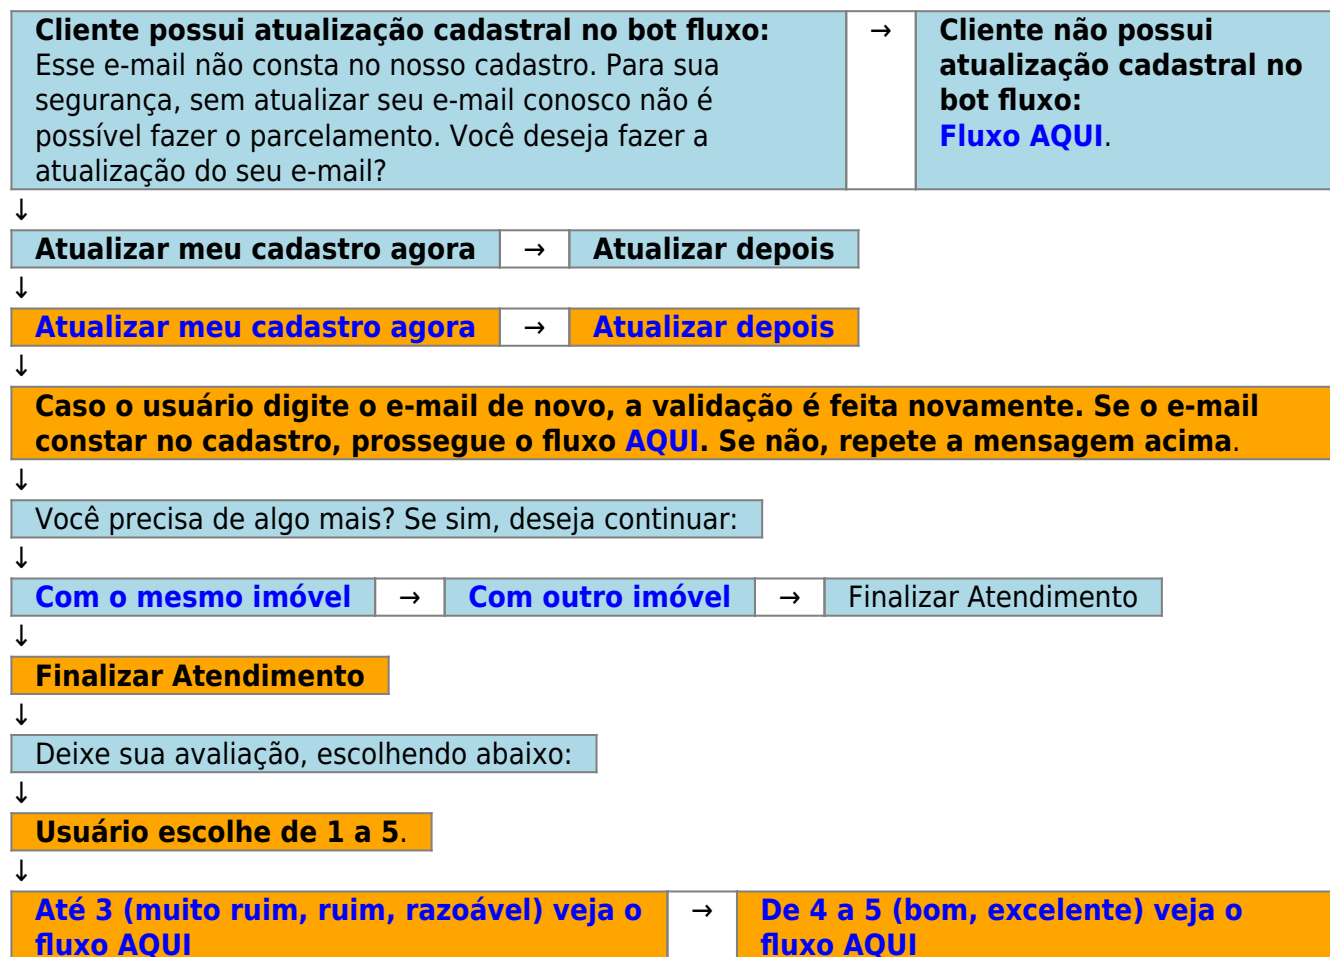 Cliente possui atualização cadastral no bot fluxo:
Esse e-mail não consta no nosso cadastro. Para sua
segurança, sem atualizar seu e-mail conosco não é
possível fazer o parcelamento. Você deseja fazer a
atualização do seu e-mail?
→
Cliente não possui
atualização cadastral no
bot fluxo:
Fluxo AQUI.
↓
Atualizar meu cadastro agora → Atualizar depois
↓
Atualizar meu cadastro agora → Atualizar depois
↓
Caso o usuário digite o e-mail de novo, a validação é feita novamente. Se o e-mail
constar no cadastro, prossegue o fluxo AQUI. Se não, repete a mensagem acima.
↓
Você precisa de algo mais? Se sim, deseja continuar:
↓
Com o mesmo imóvel → Com outro imóvel → Finalizar Atendimento
↓
Finalizar Atendimento
↓
Deixe sua avaliação, escolhendo abaixo:
↓
Usuário escolhe de 1 a 5.
↓
Até 3 (muito ruim, ruim, razoável) veja o
fluxo AQUI
→
De 4 a 5 (bom, excelente) veja o
fluxo AQUI